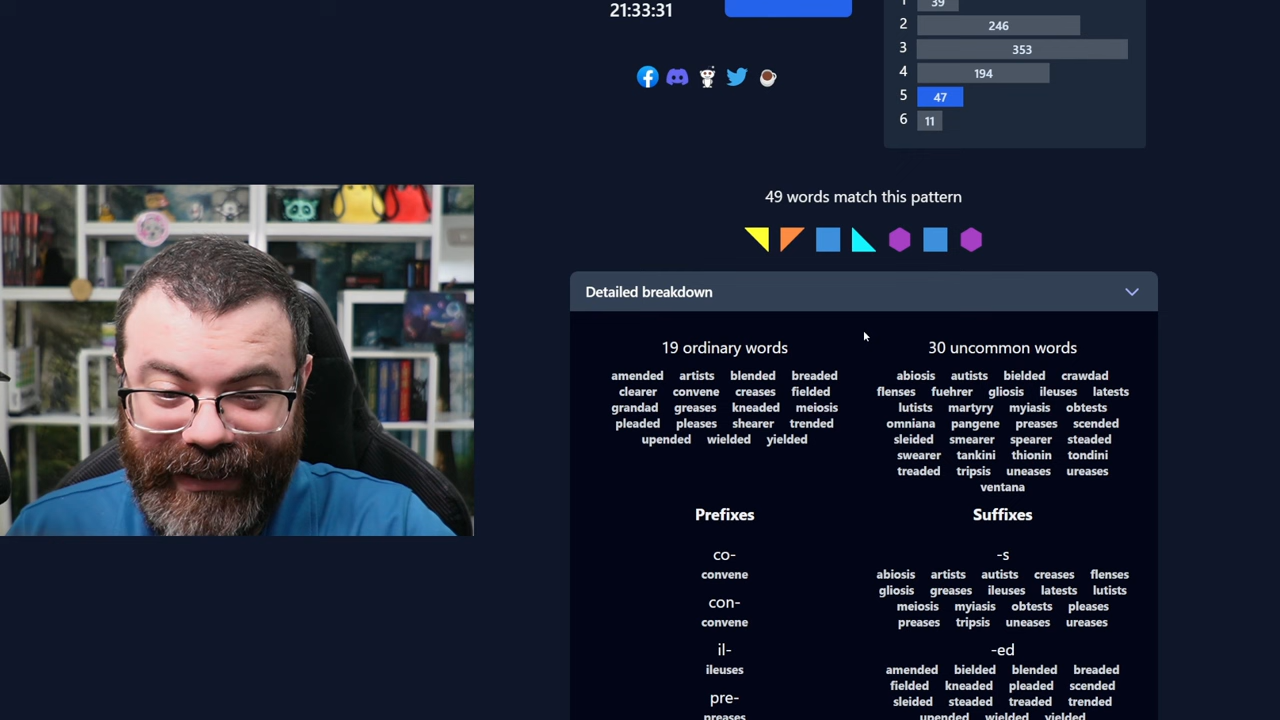 21:33:31
1 39
2 246
3 353
4 194
5 47
6 11
49 words match this pattern
Detailed breakdown
19 ordinary words
amended artists blended breaded
clearer convene creases fielded
grandad greases kneaded meiosis
pleaded pleases shearer trended
upended wielded yielded
30 uncommon words
abiosis autists bielded crawdad
flenses fuehrer gliosis ileuses latests
lutists martyry myiasis obtests
omniana pangene preases scended
sleided smearer spearer steaded
swearer tankini thionin tondini
treaded tripsis uneases ureases
ventana
Prefixes
co-
convene
con-
convene
il-
ileuses
pre-
preases
Suffixes
-s
abiosis artists autists creases flenses
gliosis greases ileuses latests lutists
meiosis myiasis obtests pleases
preases tripsis uneases ureases
-ed
amended bielded blended breaded
fielded kneaded pleaded scended
sleided steaded treaded trended
upended wielded yielded